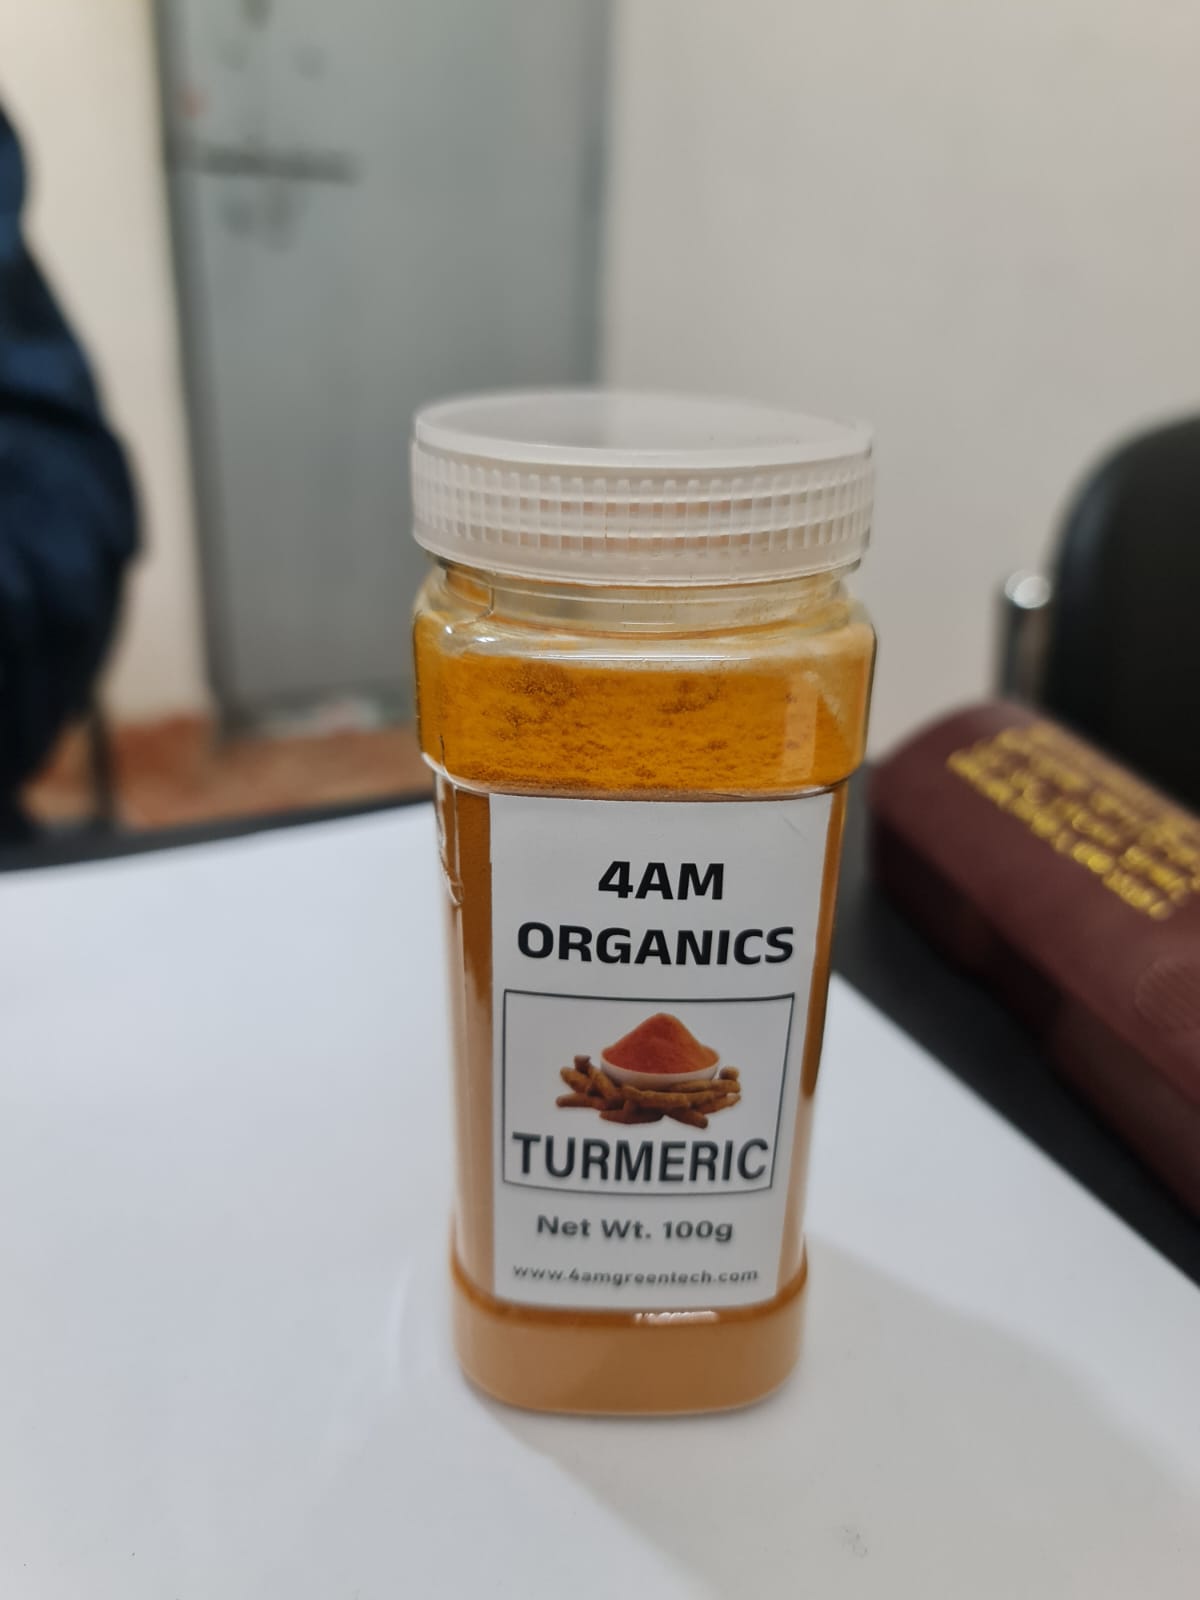 4AM
ORGANICS
TURMERIC
Net Wt. 100g
www.4amgreentech.com